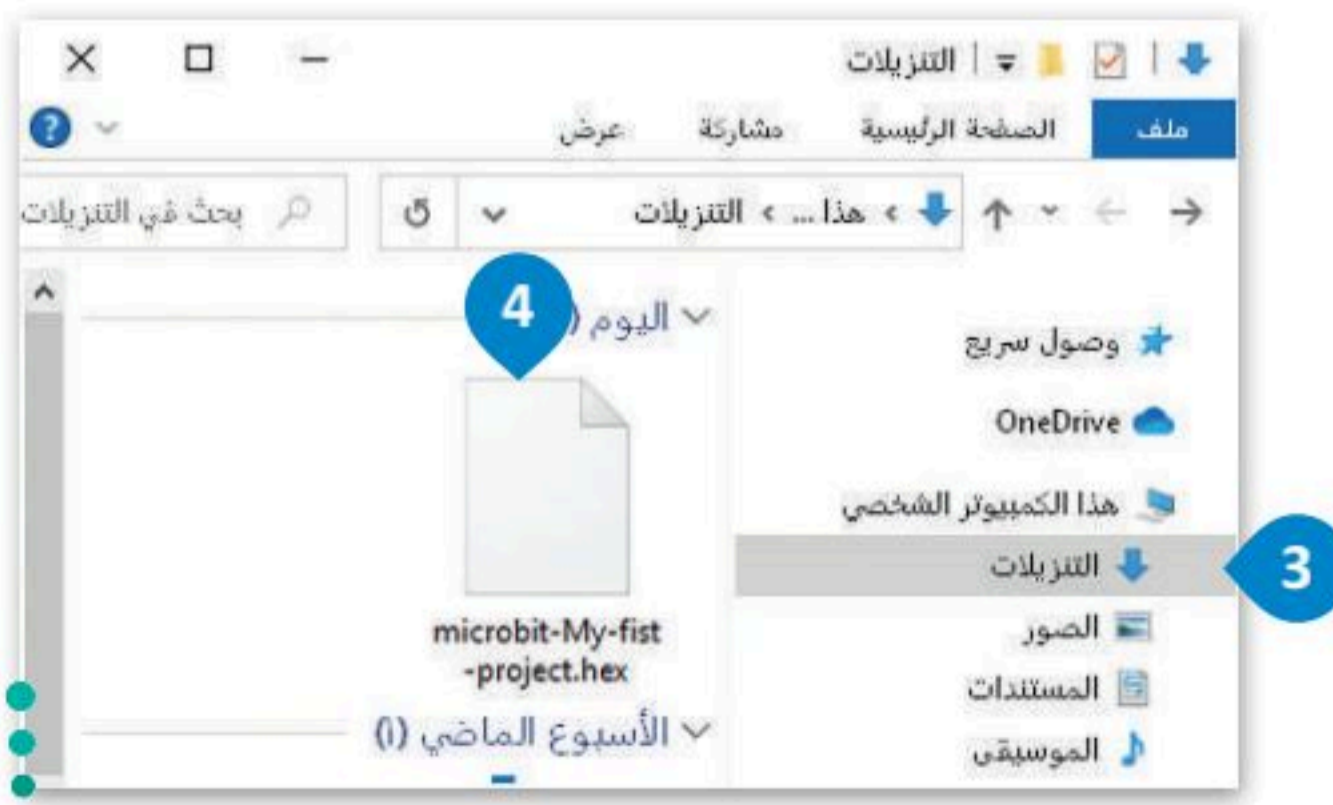 التنزيلات
ملف الصفحة الرئيسية مشاركة عرض ?
هذا ... › التنزيلات
بحث في التنزيلات
4
اليوم (
microbit-My-fist
-project.hex
الأسبوع الماضي (١)
وصول سريع
OneDrive
هذا الكمبيوتر الشخصي
التنزيلات
3
الصور
المستندات
الموسيقى